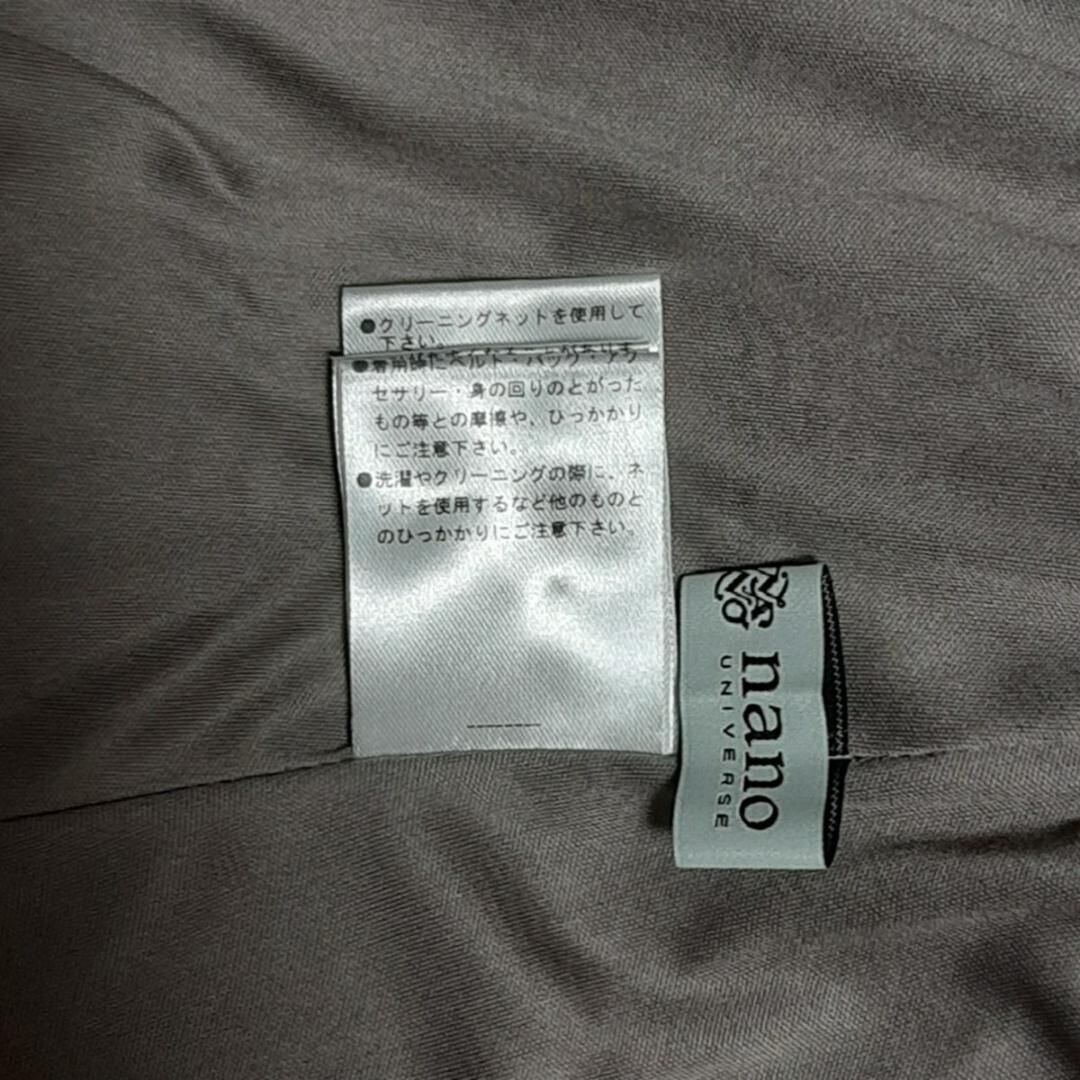 ●クリーニングネットを使用して
下さい。
セサリー・身の回りのとがった
もの等との摩擦や、ひっかかり
にご注意下さい。
●洗濯やクリーニングの際に、ネ
ットを使用するなど他のものと
のひっかかりにご注意下さい。
nano
UNIVERSE